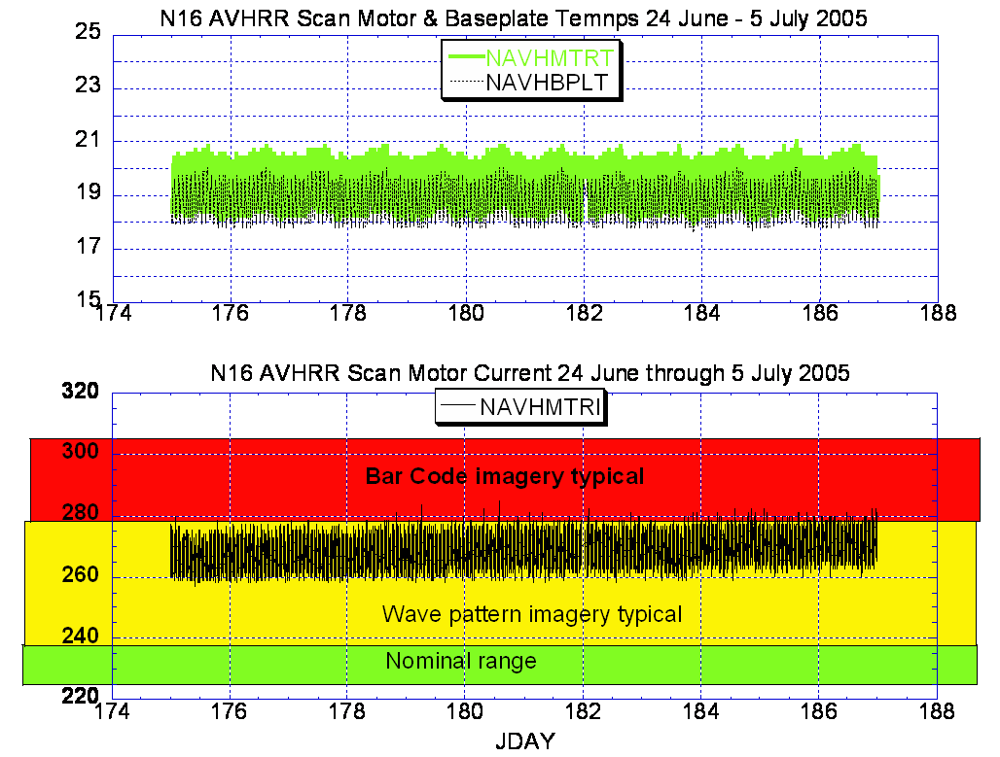 N16 AVHRR Scan Motor & Baseplate Temnps 24 June - 5 July 2005
25
NAVHMTRT
NAVHBPLT
23
21
19
17
15
174 176 178 180 182 184 186 188
N16 AVHRR Scan Motor Current 24 June through 5 July 2005
320
NAVHMTRI
300
Bar Code imagery typical
280
260
Wave pattern imagery typical
240
Nominal range
220
174 176 178 180 182 184 186 188
JDAY